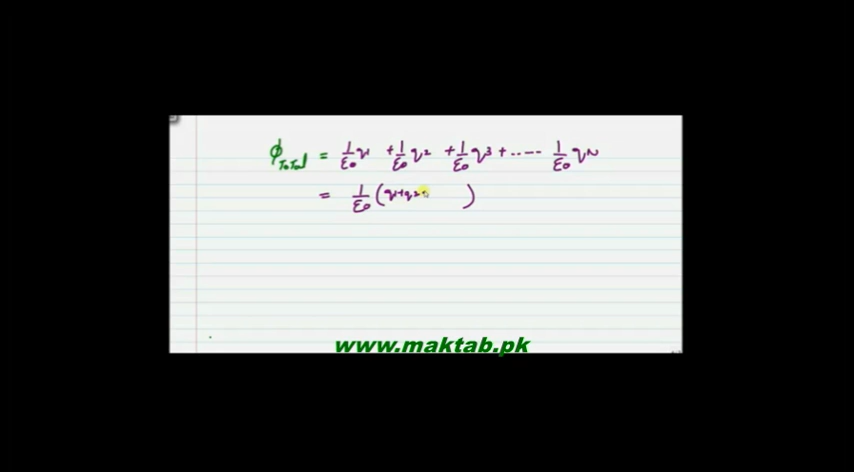 ϕTotal = 1/ε0 q1 + 1/ε0 q2 + 1/ε0 q3 + ..... 1/ε0 qN
= 1/ε0 (q1+q2+ )
www.maktab.pk